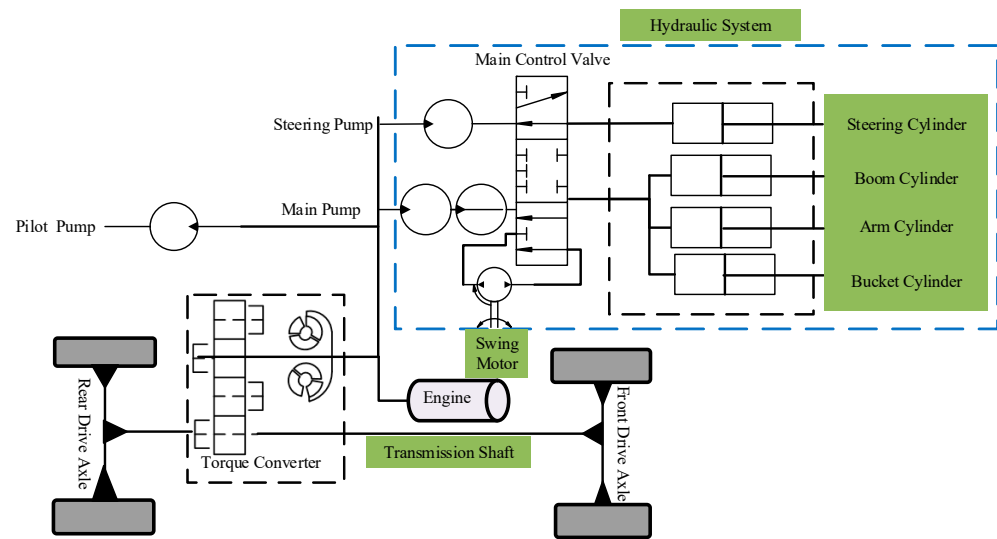 Hydraulic System
Main Control Valve
Steering Pump
Steering Cylinder
Boom Cylinder
Main Pump
Pilot Pump
Arm Cylinder
Bucket Cylinder
Swing
Motor
Engine
Rear Drive Axle
Front Drive Axle
Transmission Shaft
Torque Converter